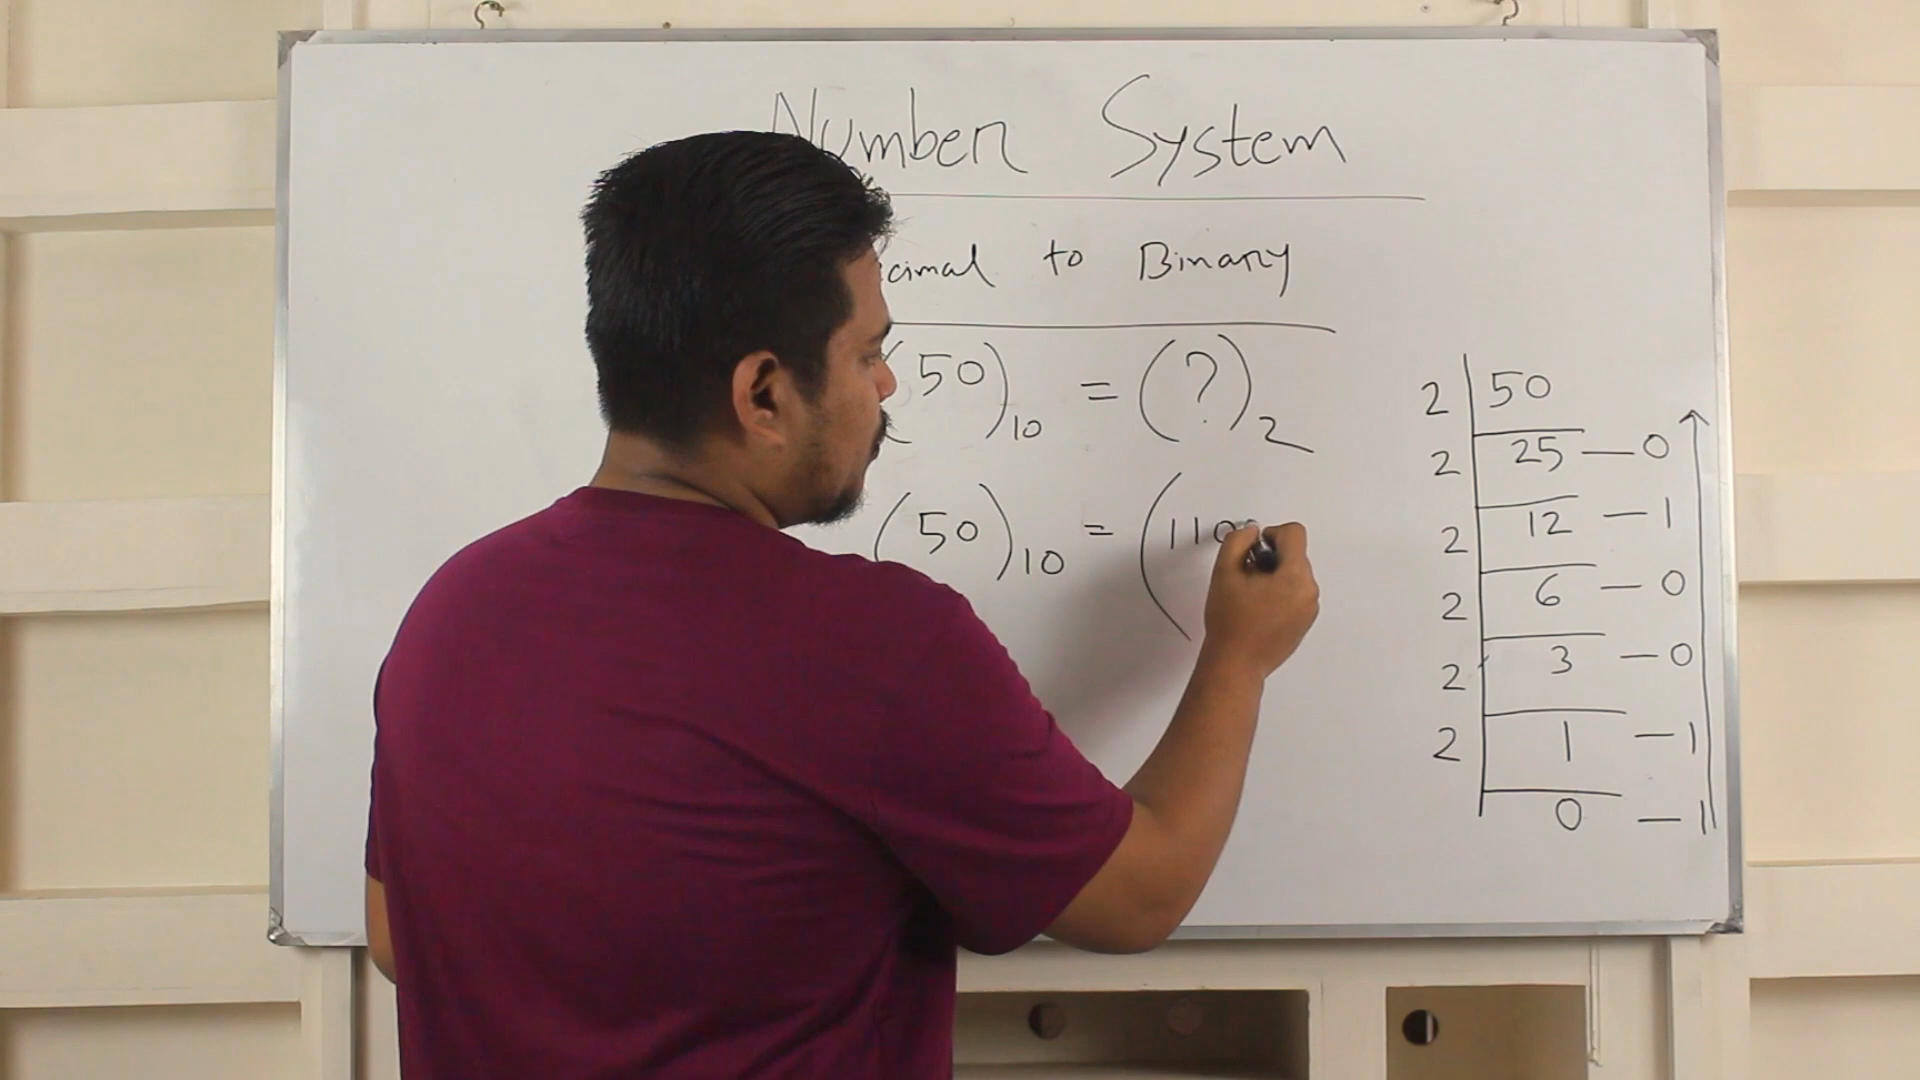 Number System
cimal to Binary
(50)10 = (?)2
(50)10 = (110
2 50
2 25 — 0
2 12 — 1
2 6 — 0
2 3 — 0
2 1 — 1
0 — 1